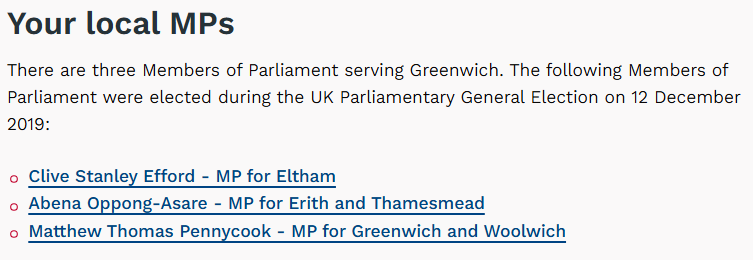 Your local MPs
There are three Members of Parliament serving Greenwich. The following Members of
Parliament were elected during the UK Parliamentary General Election on 12 December
2019:
Clive Stanley Efford - MP for Eltham
Abena Oppong-Asare - MP for Erith and Thamesmead
Matthew Thomas Pennycook - MP for Greenwich and Woolwich